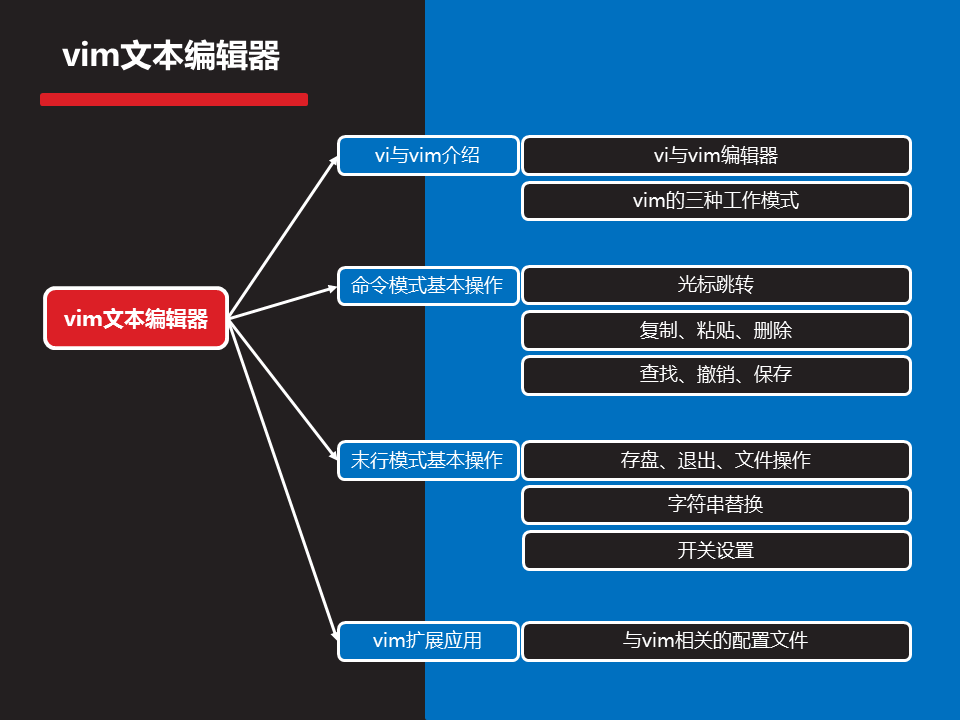 vim文本编辑器
vim文本编辑器
vi与vim介绍
vi与vim编辑器
vim的三种工作模式
命令模式基本操作
光标跳转
复制、粘贴、删除
查找、撤销、保存
末行模式基本操作
存盘、退出、文件操作
字符串替换
开关设置
vim扩展应用
与vim相关的配置文件